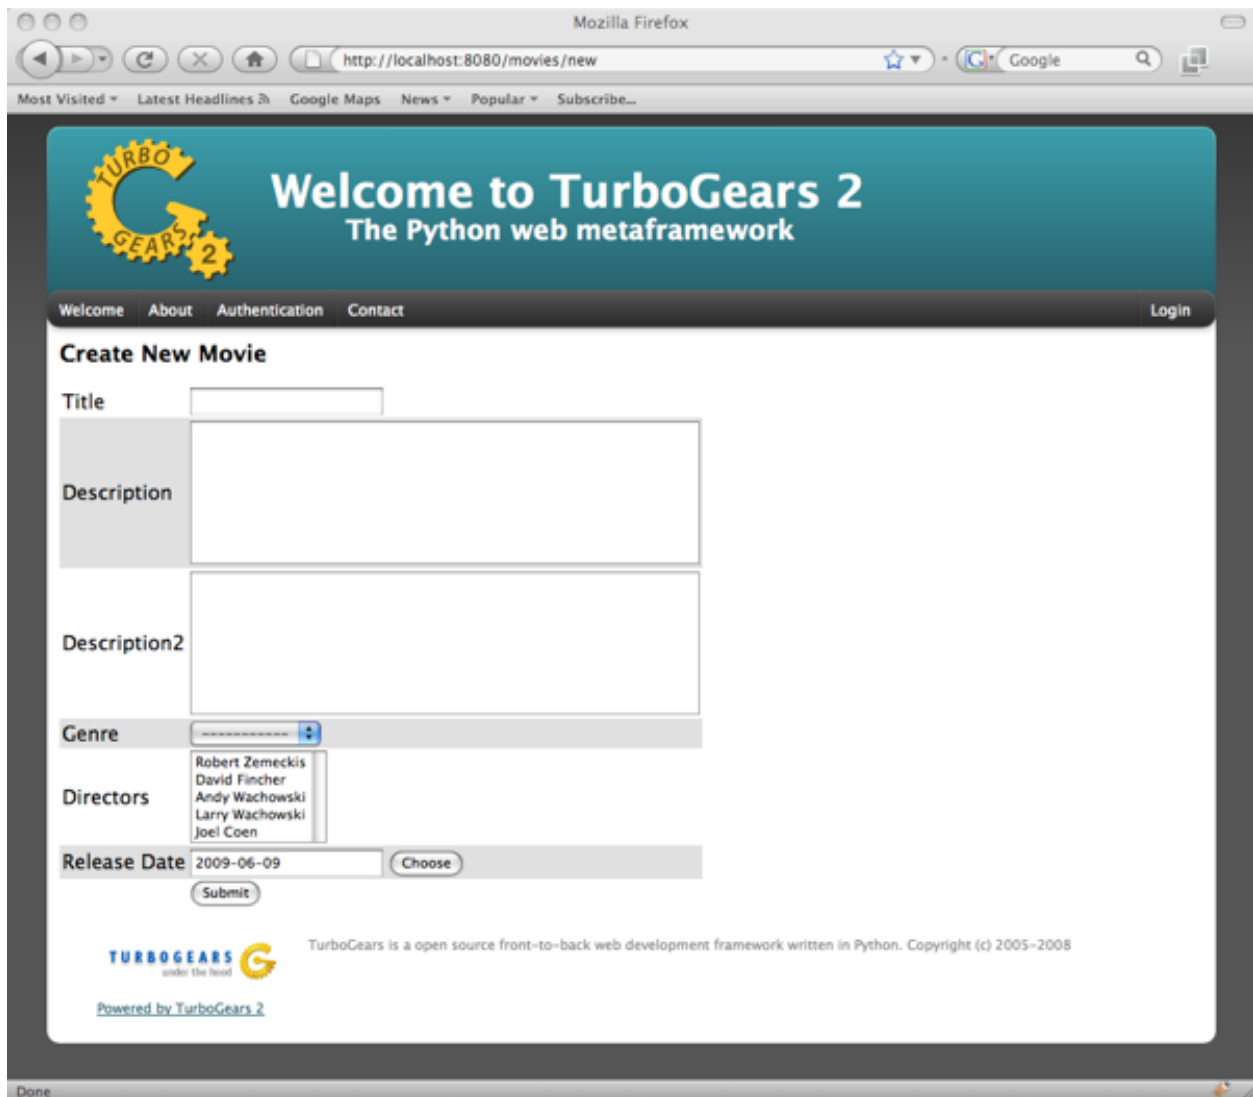 Mozilla Firefox
http://localhost:8080/movies/new
Google
Most Visited Latest Headlines Google Maps News Popular Subscribe...
TURBO
GEARS
2
Welcome to TurboGears 2
The Python web metaframework
Welcome About Authentication Contact Login
Create New Movie
Title
Description
Description2
Genre -----------
Robert Zemeckis
David Fincher
Directors Andy Wachowski
Larry Wachowski
Joel Coen
Release Date 2009-06-09 Choose
Submit
TURBOGEARS
under the hood
TurboGears is a open source front-to-back web development framework written in Python. Copyright (c) 2005-2008
Powered by TurboGears 2
Done